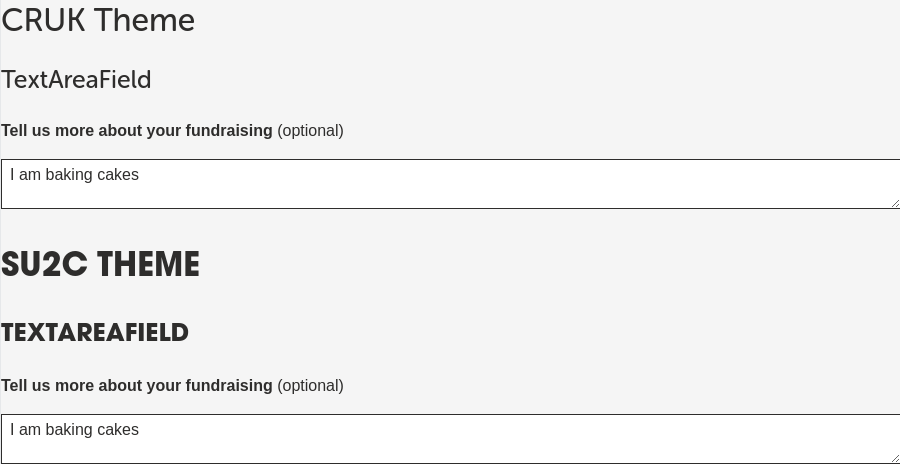 CRUK Theme
TextAreaField
Tell us more about your fundraising (optional)
I am baking cakes
SU2C THEME
TEXTAREAFIELD
Tell us more about your fundraising (optional)
I am baking cakes